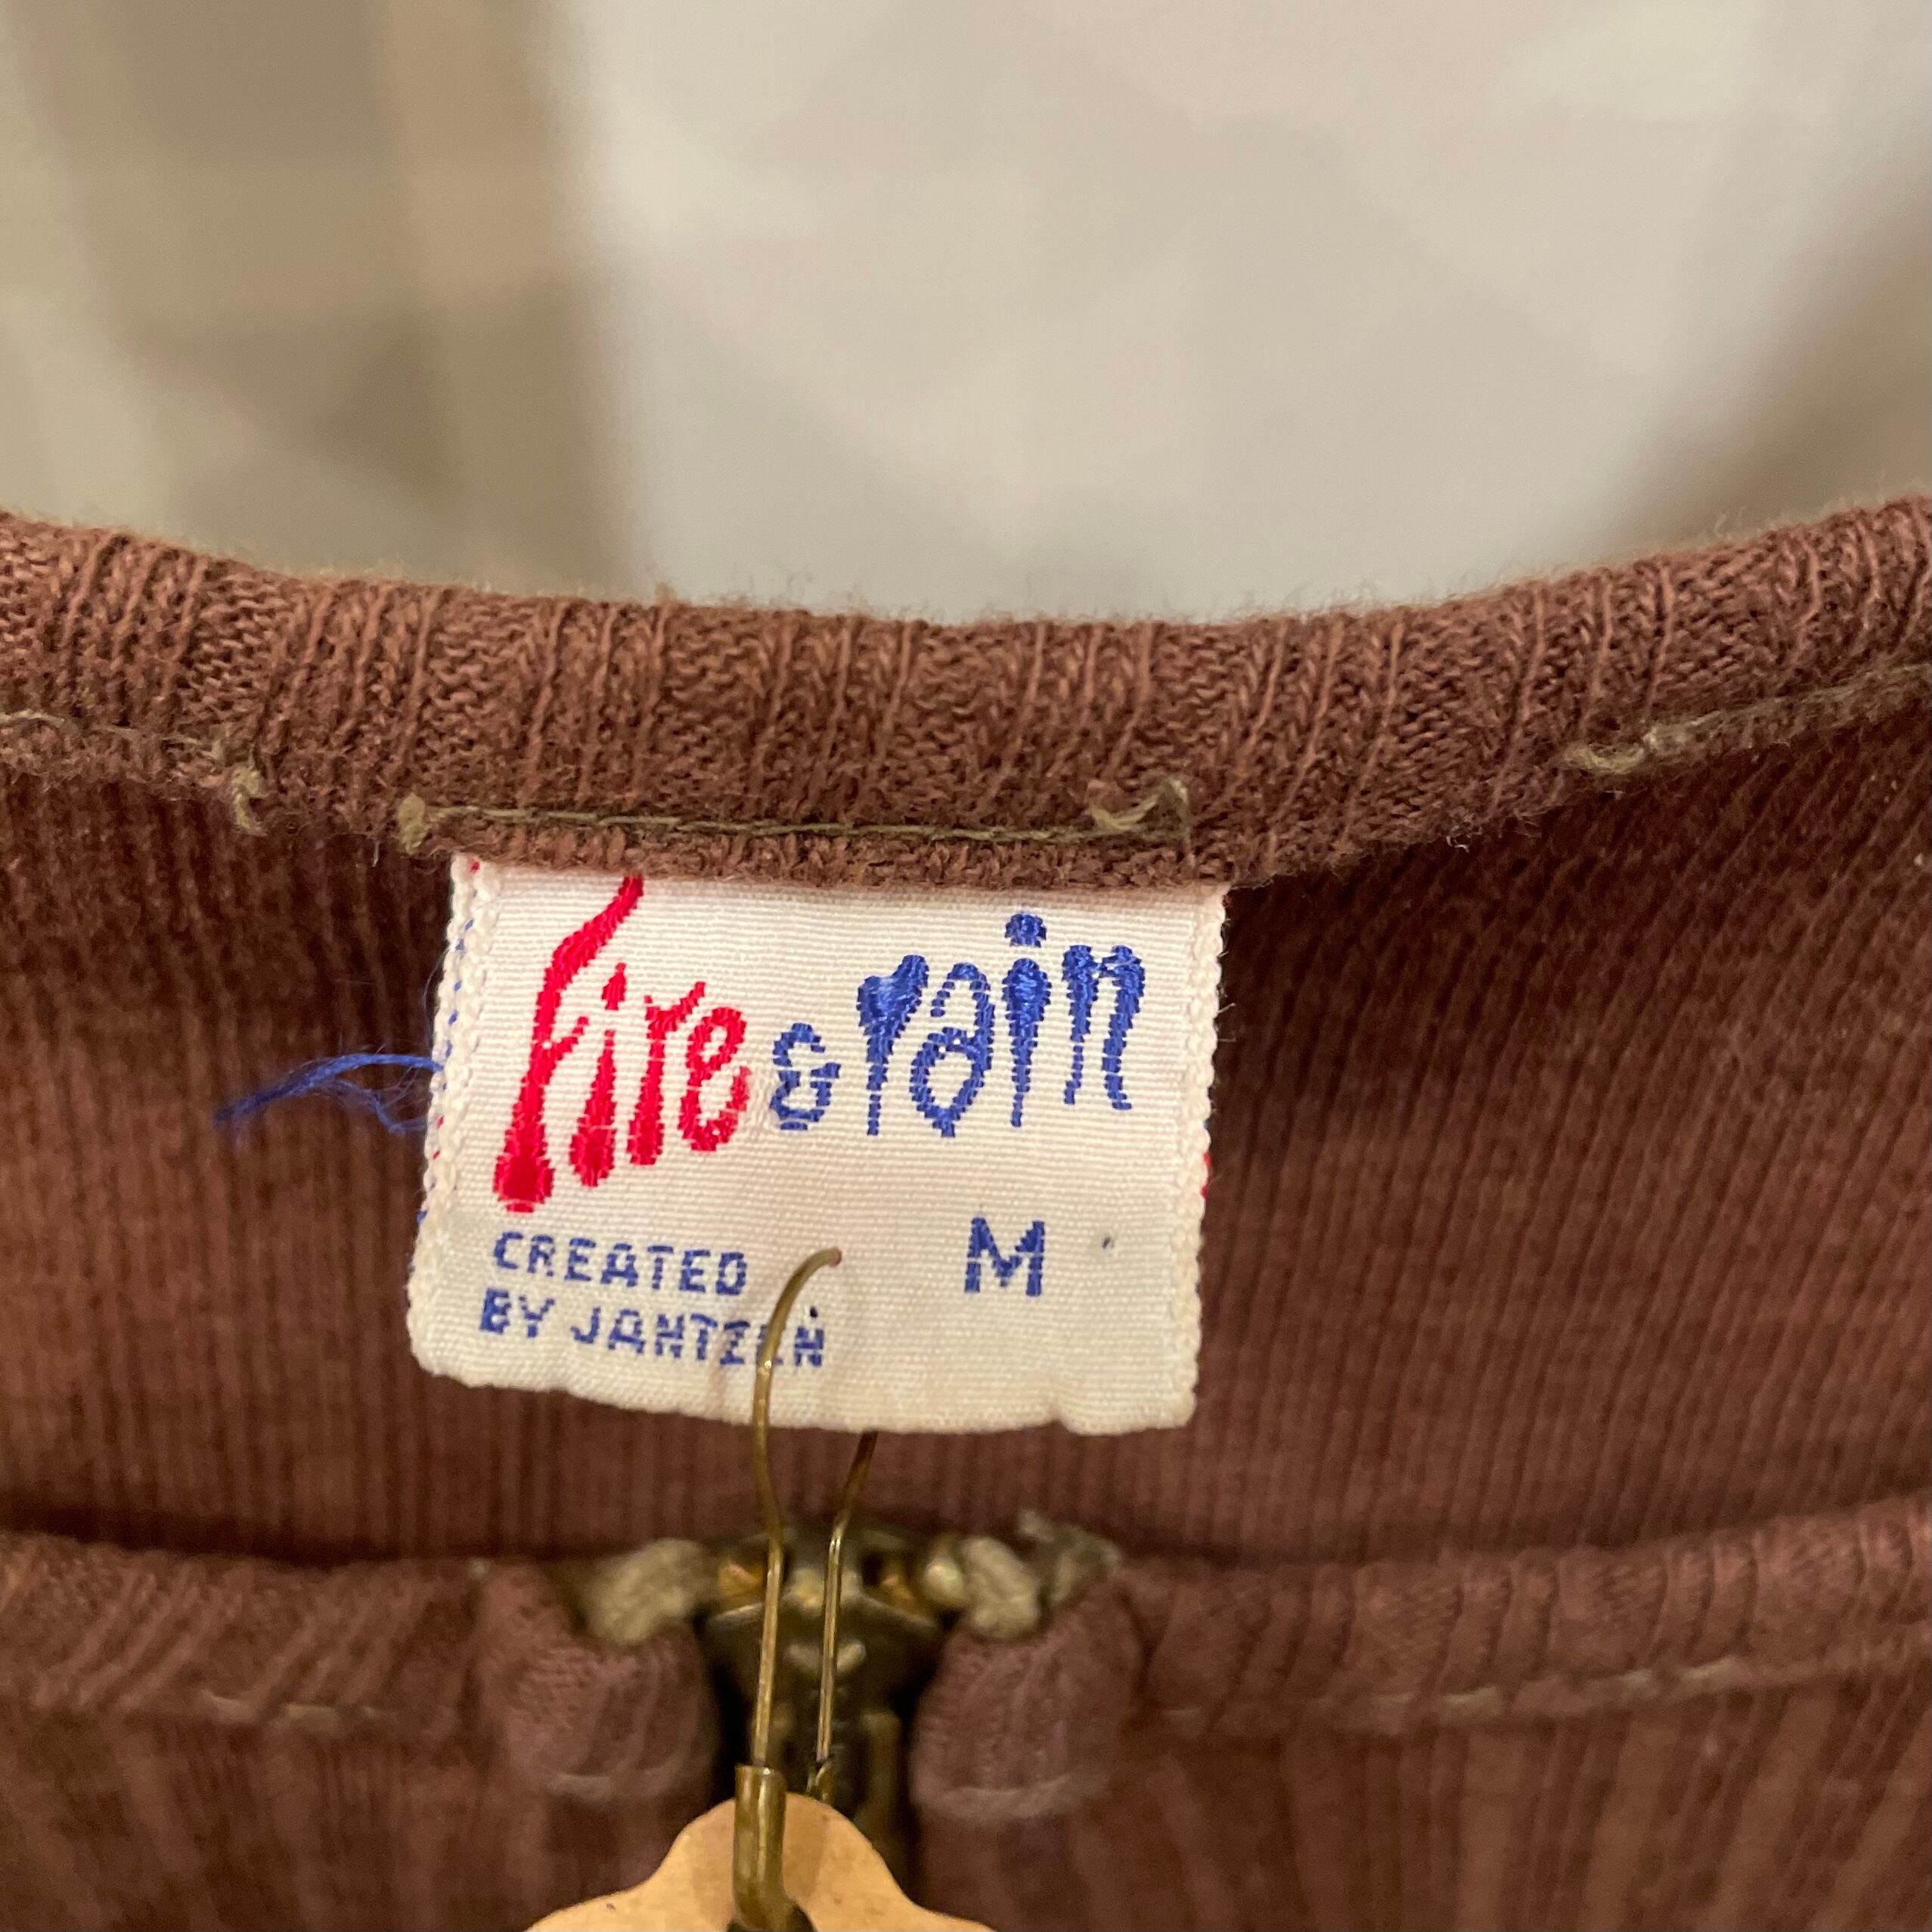 Fire & rain
CREATED M
BY JANTZEN